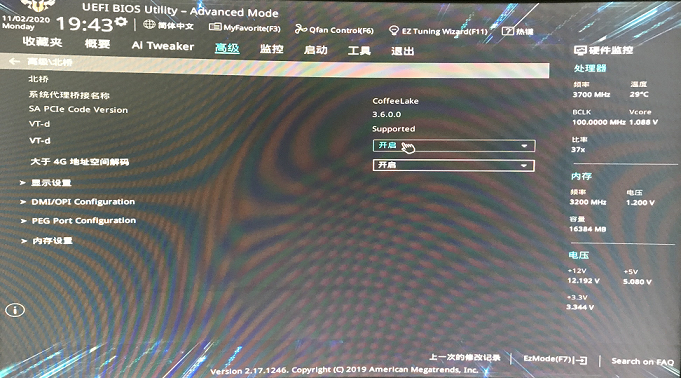 UEFI BIOS Utility – Advanced Mode
11/02/2020
Monday
19:43
简体中文
MyFavorite(F3)
Qfan Control(F6)
EZ Tuning Wizard(F11)
热键
收藏夹 概要 Ai Tweaker 高级 监控 启动 工具 退出
硬件监控
← 高级\北桥
北桥
系统代理桥接名称 CoffeeLake
SA PCIe Code Version 3.6.0.0
VT-d Supported
VT-d 开启
大于 4G 地址空间解码 开启
> 显示设置
> DMI/OPI Configuration
> PEG Port Configuration
> 内存设置
处理器
频率 温度
3700 MHz 29°C
BCLK Vcore
100.0000 MHz 1.088 V
比率
37x
内存
频率 电压
3200 MHz 1.200 V
容量
16384 MB
电压
+12V +5V
12.192 V 5.080 V
+3.3V
3.344 V
上一次的修改记录
EzMode(F7)
Search on FAQ
Version 2.17.1246. Copyright (C) 2019 American Megatrends, Inc.